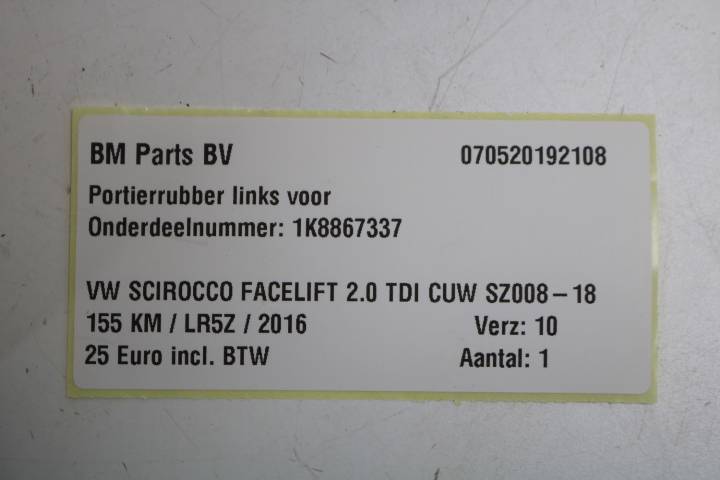 BM Parts BV 070520192108
Portierrubber links voor
Onderdeelnummer: 1K8867337
VW SCIROCCO FACELIFT 2.0 TDI CUW SZ008-18
155 KM / LR5Z / 2016 Verz: 10
25 Euro incl. BTW Aantal: 1